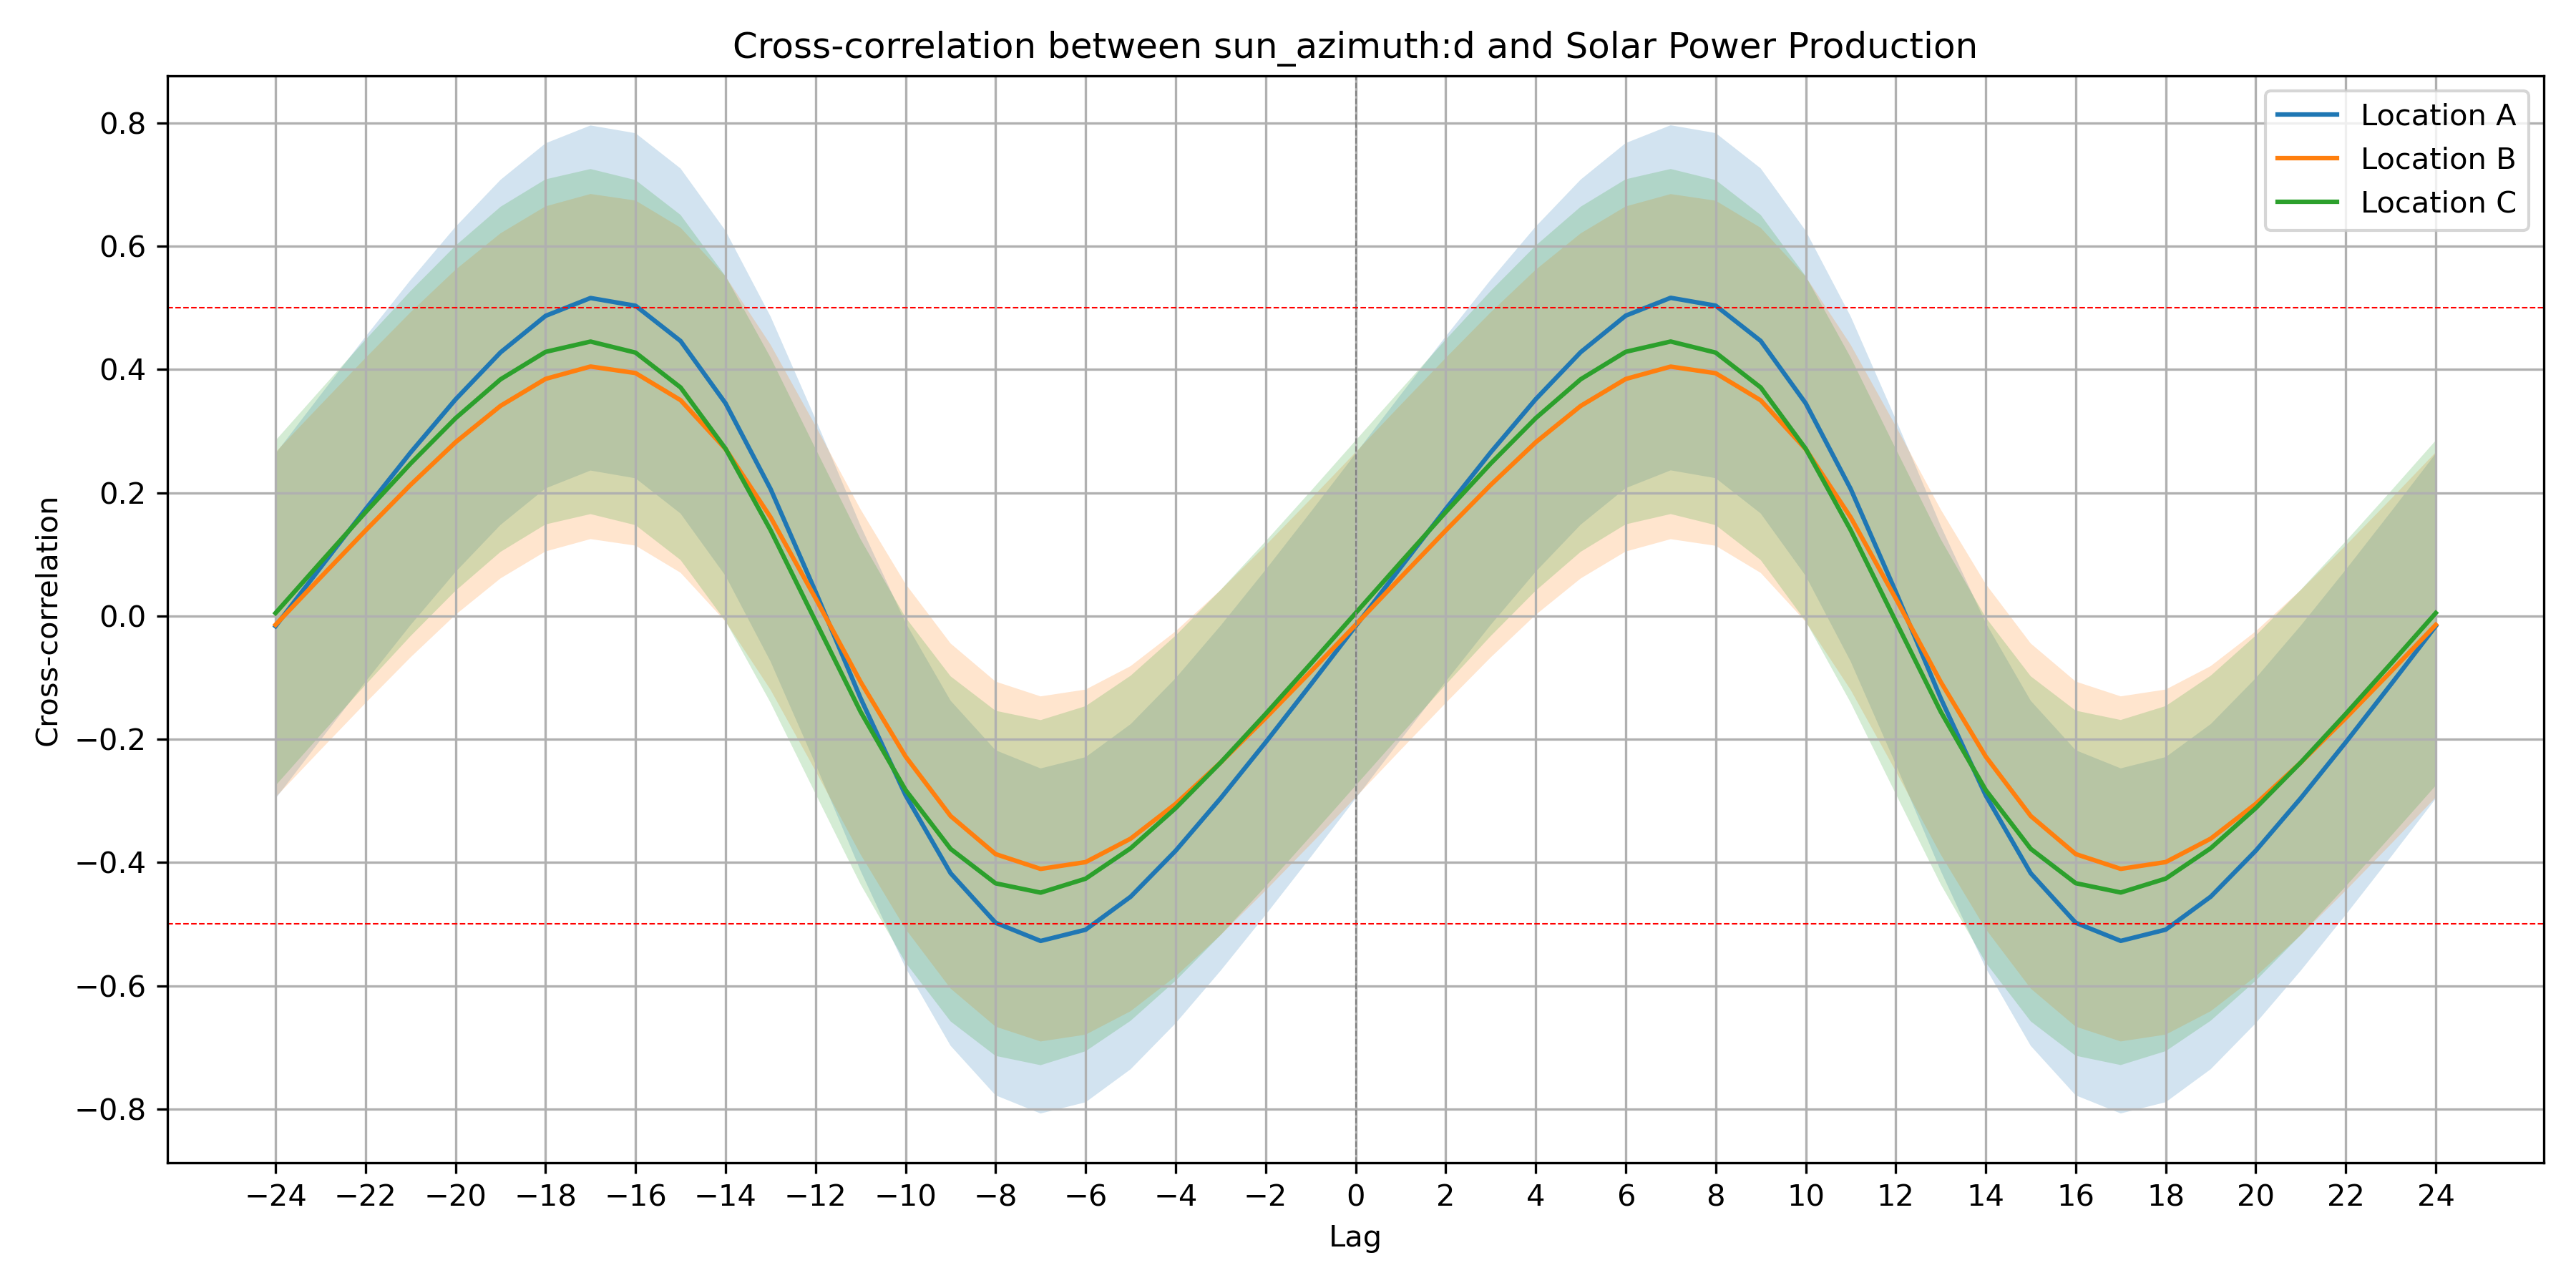 Cross-correlation between sun_azimuth:d and Solar Power Production
Location A
Location B
Location C
Cross-correlation
0.8
0.6
0.4
0.2
0.0
−0.2
−0.4
−0.6
−0.8
−24 −22 −20 −18 −16 −14 −12 −10 −8 −6 −4 −2 0 2 4 6 8 10 12 14 16 18 20 22 24
Lag